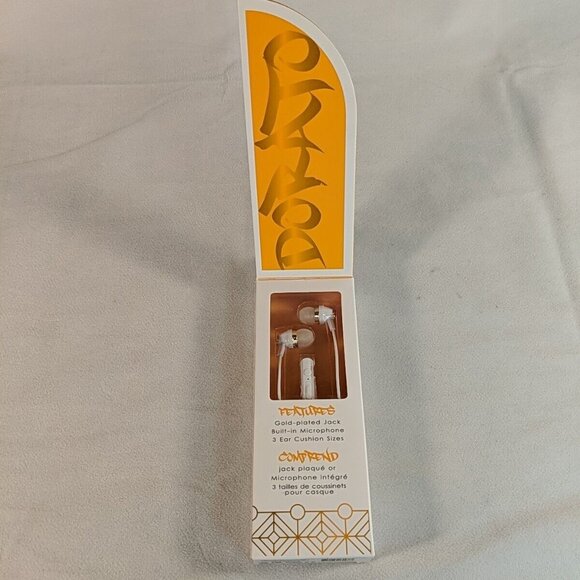 DORATO
FEATURES
Gold-plated Jack
Built-in Microphone
3 Ear Cushion Sizes
COMPREND
jack plaqué or
Microphone intégré
3 tailles de coussinets
pour casque